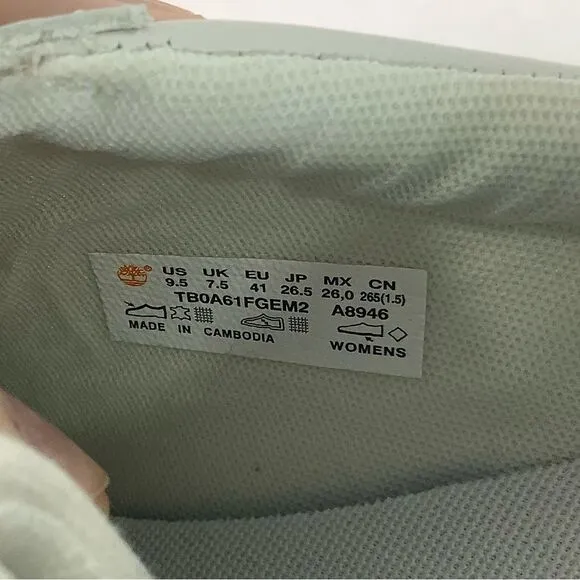 US UK EU JP MX CN
9.5 7.5 41 26.5 26,0 265(1.5)
TB0A61FGEM2 A8946
MADE IN CAMBODIA
WOMENS